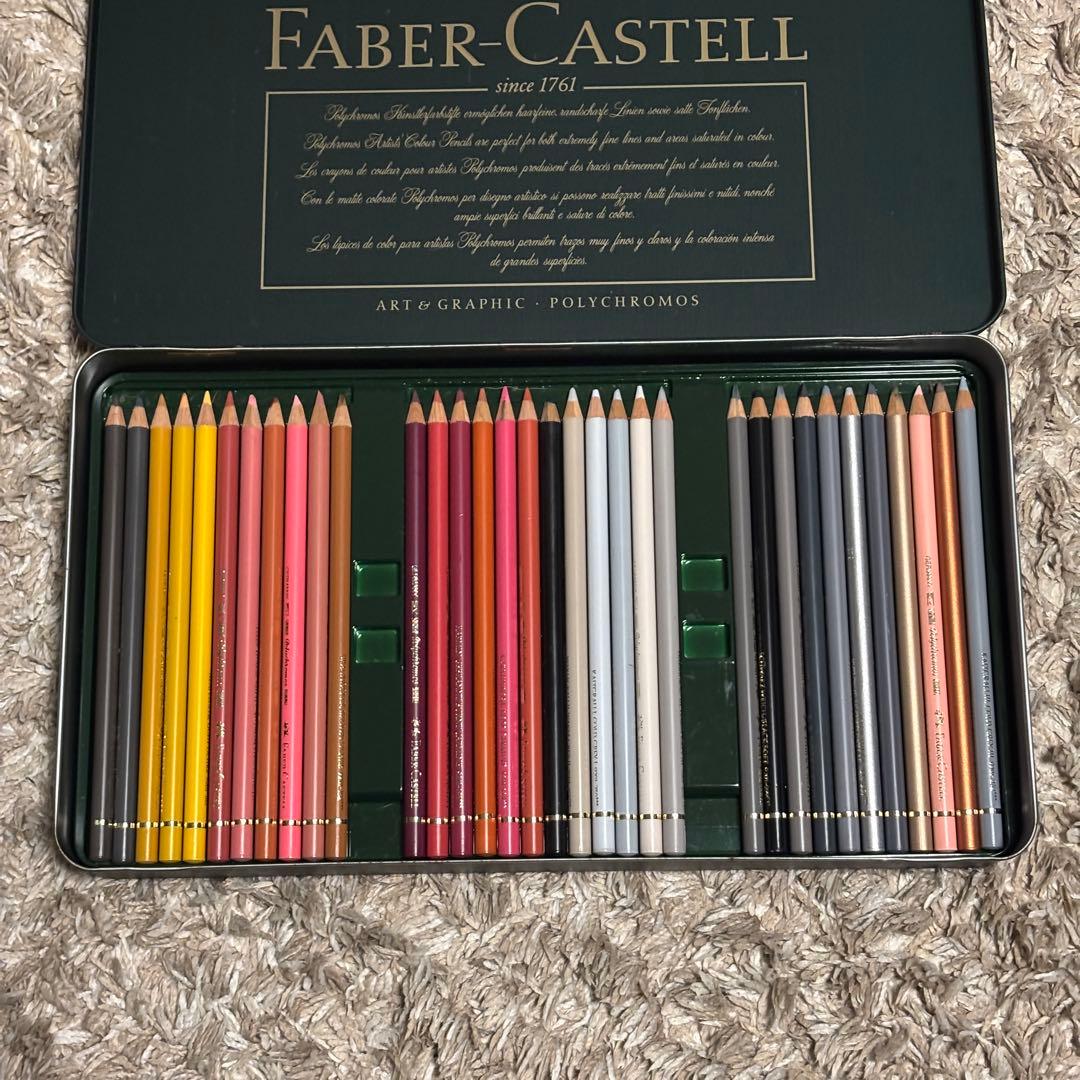 FABER-CASTELL
since 1761
Polychromos Künstlerfarbstifte ermöglichen haarfeine, randscharfe Linien sowie satte Tonflächen.
Polychromos Artists' Colour Pencils are perfect for both extremely fine lines and areas saturated in colour.
Les crayons de couleur pour artistes Polychromos produisent des tracés extrêmement fins et saturés en couleur.
Con le matite colorate Polychromos per disegno artistico si possono realizzare tratti finissimi e nitidi, nonché
ampie superfici brillanti e sature di colore.
Los lápices de color para artistas Polychromos permiten trazos muy finos y claros y la coloración intensa
de grandes superficies.
ART & GRAPHIC · POLYCHROMOS